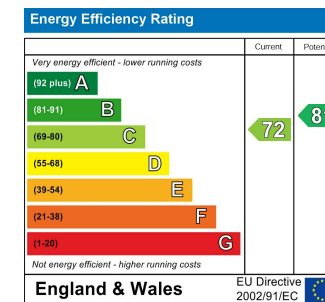 Energy Efficiency Rating
Current
Very energy efficient - lower running costs
(92 plus) A
(81-91) B
(69-80) C
72
(55-68) D
(39-54) E
(21-38) F
(1-20) G
Not energy efficient - higher running costs
England & Wales
EU Directive
2002/91/EC